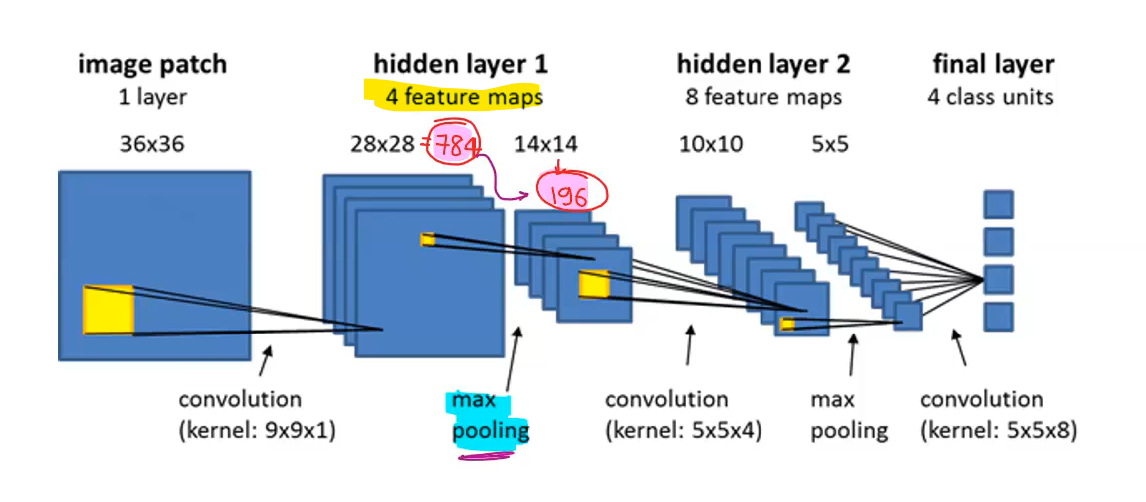 image patch
1 layer
36x36
hidden layer 1
4 feature maps
28x28 = 784
14x14
196
hidden layer 2
8 feature maps
10x10
5x5
final layer
4 class units
convolution
(kernel: 9x9x1)
max
pooling
convolution
(kernel: 5x5x4)
max
pooling
convolution
(kernel: 5x5x8)